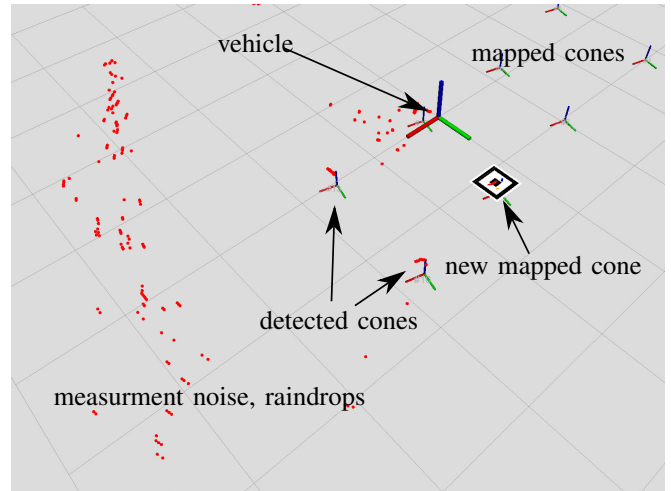 vehicle
mapped cones
new mapped cone
detected cones
measurment noise, raindrops